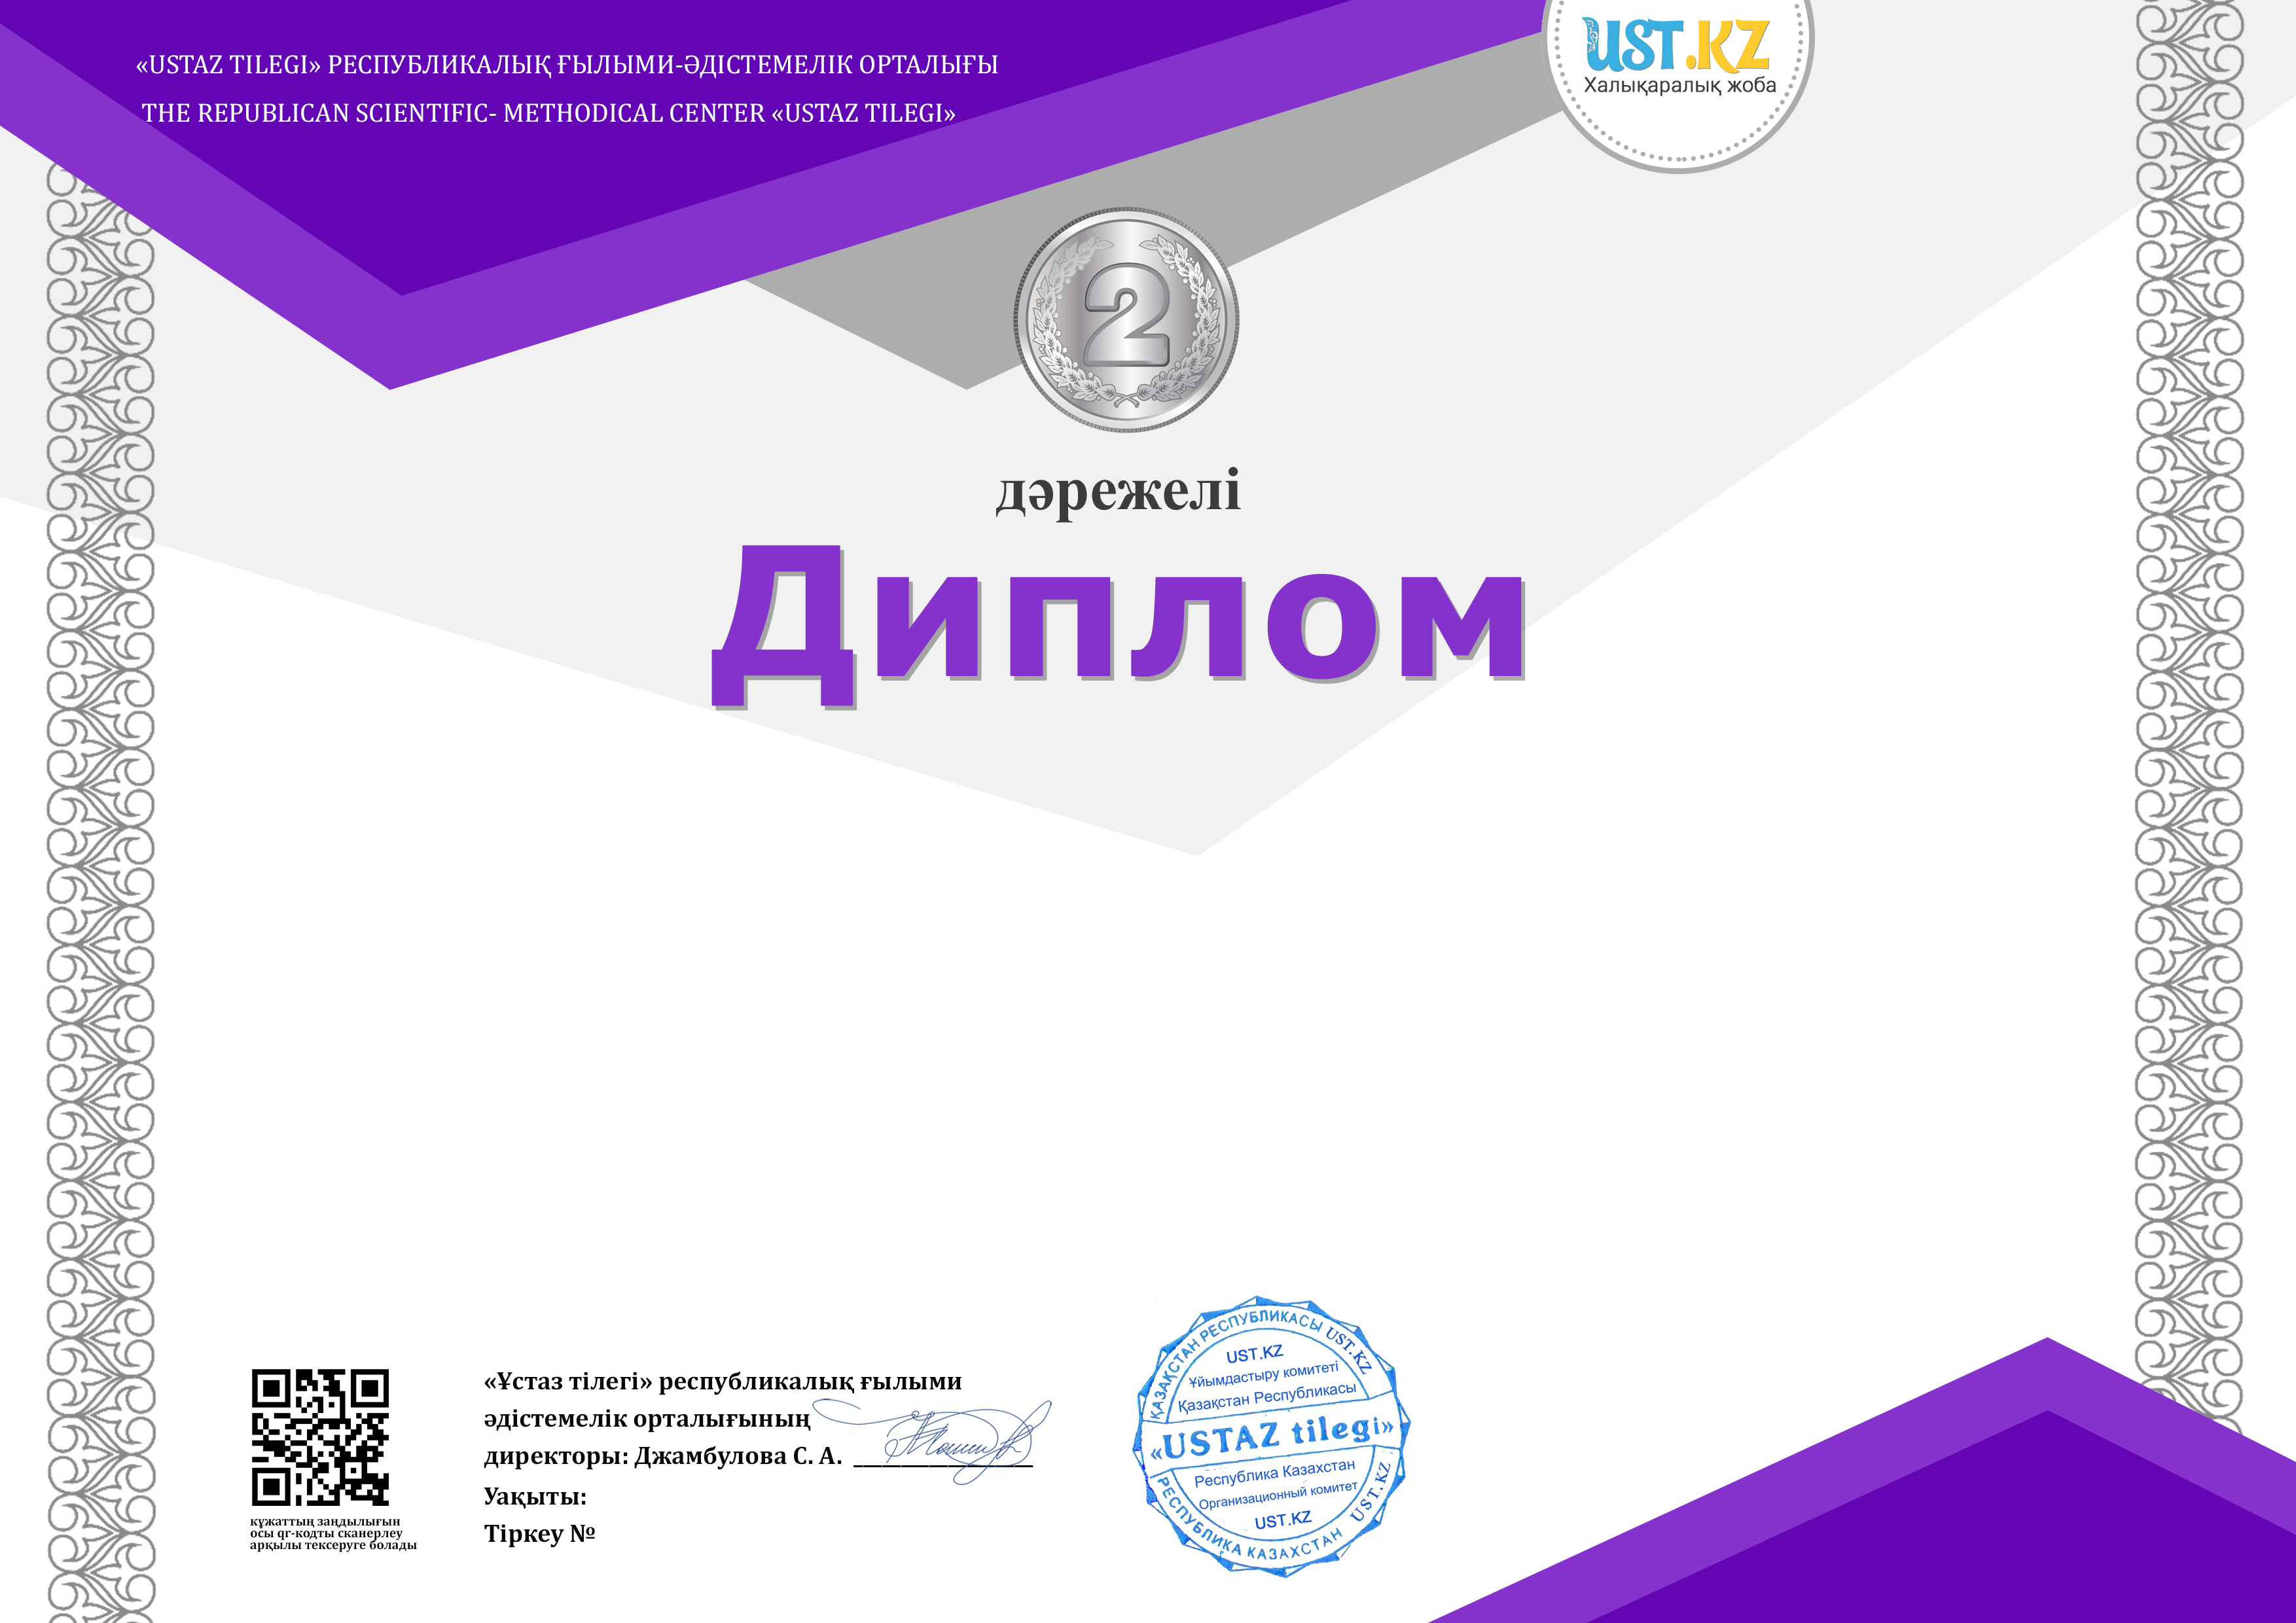 «USTAZ TILEGI» РЕСПУБЛИКАЛЫҚ ҒЫЛЫМИ-ӘДІСТЕМЕЛІК ОРТАЛЫҒЫ
THE REPUBLICAN SCIENTIFIC- METHODICAL CENTER «USTAZ TILEGI»
UST.KZ
Халықаралық жоба
2
дәрежелі
Диплом
«Ұстаз тілегі» республикалық ғылыми
әдістемелік орталығының
директоры: Джамбулова С. А.
Уақыты:
Тіркеу №
құжаттың заңдылығын
осы qr-кодты сканерлеу
арқылы тексеруге болады
ҚАЗАҚСТАН РЕСПУБЛИКАСЫ UST.KZ
UST.KZ
Ұйымдастыру комитеті
Қазақстан Республикасы
«USTAZ tilegi»
Республика Казахстан
Организационный комитет
UST.KZ
РЕСПУБЛИКА КАЗАХСТАН UST.KZ